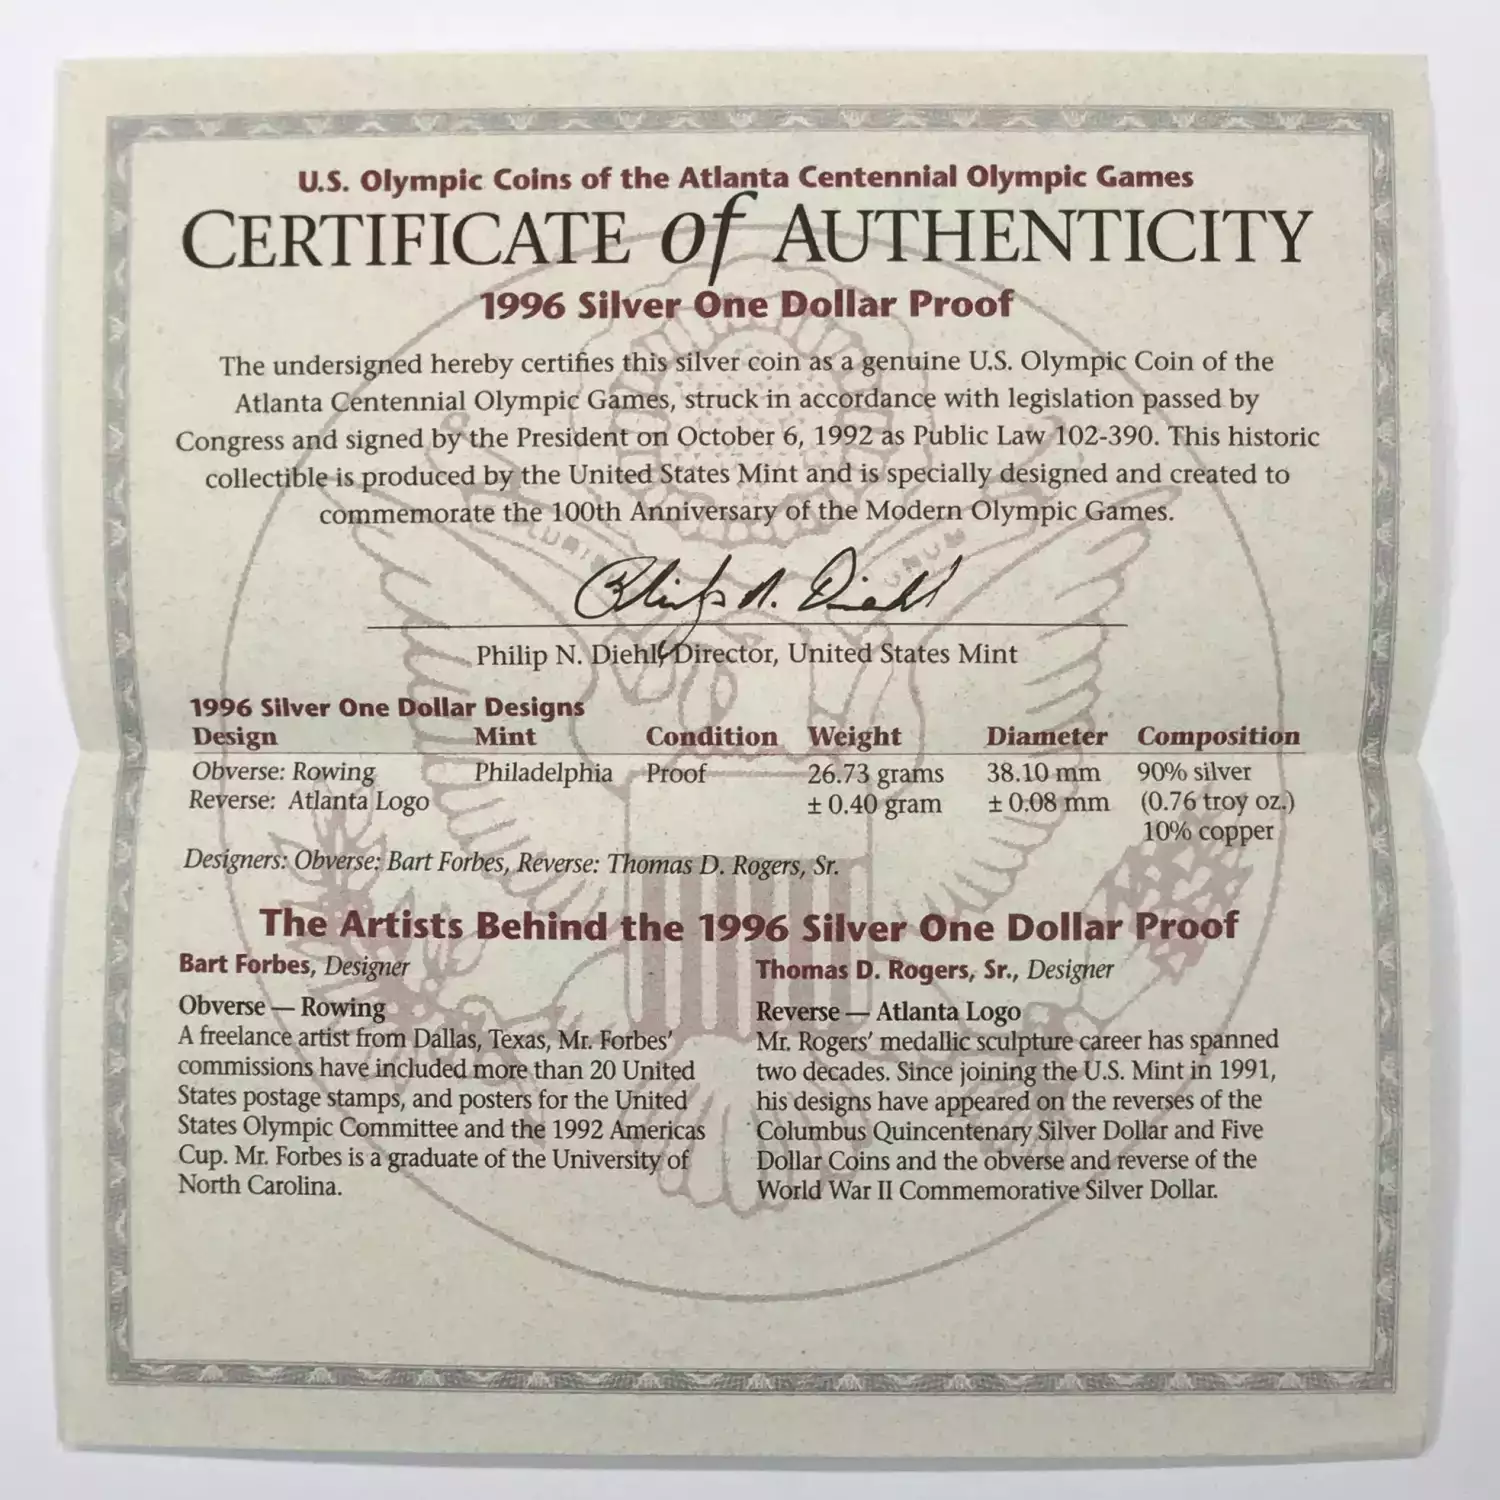 U.S. Olympic Coins of the Atlanta Centennial Olympic Games
CERTIFICATE of AUTHENTICITY
1996 Silver One Dollar Proof
The undersigned hereby certifies this silver coin as a genuine U.S. Olympic Coin of the
Atlanta Centennial Olympic Games, struck in accordance with legislation passed by
Congress and signed by the President on October 6, 1992 as Public Law 102-390. This historic
collectible is produced by the United States Mint and is specially designed and created to
commemorate the 100th Anniversary of the Modern Olympic Games.
PLURIBUS UNUM
Philip N. Diehl
Philip N. Diehl, Director, United States Mint
1996 Silver One Dollar Designs
Design Mint Condition Weight Diameter Composition
Obverse: Rowing Philadelphia Proof 26.73 grams 38.10 mm 90% silver
Reverse: Atlanta Logo ± 0.40 gram ± 0.08 mm (0.76 troy oz.)
10% copper
Designers: Obverse: Bart Forbes, Reverse: Thomas D. Rogers, Sr.
The Artists Behind the 1996 Silver One Dollar Proof
Bart Forbes, Designer
Obverse — Rowing
A freelance artist from Dallas, Texas, Mr. Forbes'
commissions have included more than 20 United
States postage stamps, and posters for the United
States Olympic Committee and the 1992 Americas
Cup. Mr. Forbes is a graduate of the University of
North Carolina.
Thomas D. Rogers, Sr., Designer
Reverse — Atlanta Logo
Mr. Rogers' medallic sculpture career has spanned
two decades. Since joining the U.S. Mint in 1991,
his designs have appeared on the reverses of the
Columbus Quincentenary Silver Dollar and Five
Dollar Coins and the obverse and reverse of the
World War II Commemorative Silver Dollar.